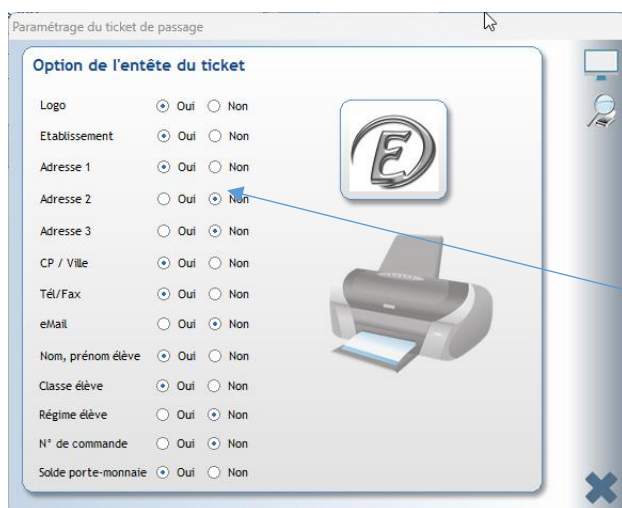 Paramétrage du ticket de passage
Option de l'entête du ticket
Logo Oui Non
Etablissement Oui Non
Adresse 1 Oui Non
Adresse 2 Oui Non
Adresse 3 Oui Non
CP / Ville Oui Non
Tél/Fax Oui Non
eMail Oui Non
Nom, prénom élève Oui Non
Classe élève Oui Non
Régime élève Oui Non
N° de commande Oui Non
Solde porte-monnaie Oui Non
E